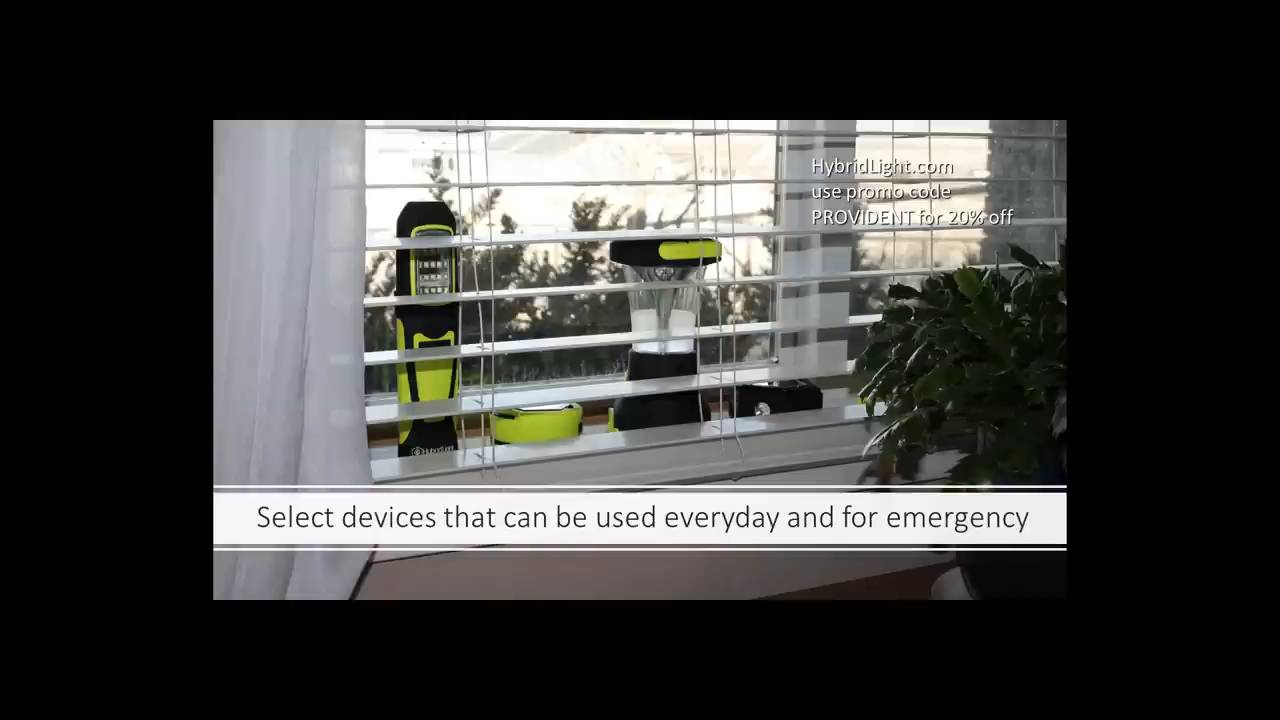 HybridLight.com
use promo code
PROVIDENT for 20% off
Select devices that can be used everyday and for emergency